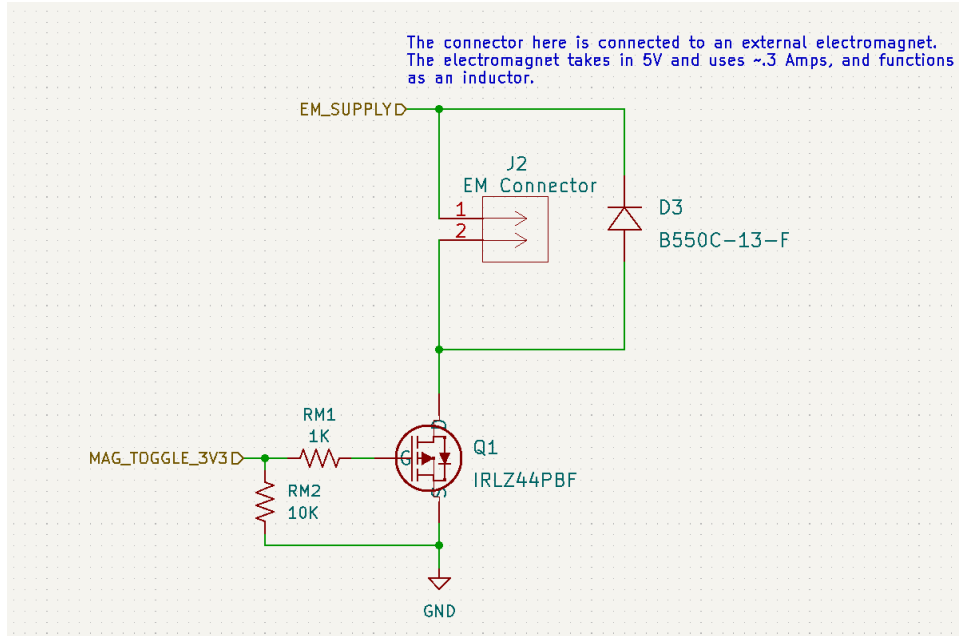 The connector here is connected to an external electromagnet.
The electromagnet takes in 5V and uses ~.3 Amps, and functions
as an inductor.
EM_SUPPLY
J2
EM Connector
1
2
D3
B550C-13-F
RM1
1K
MAG_TOGGLE_3V3
RM2
10K
D
G
S
Q1
IRLZ44PBF
GND